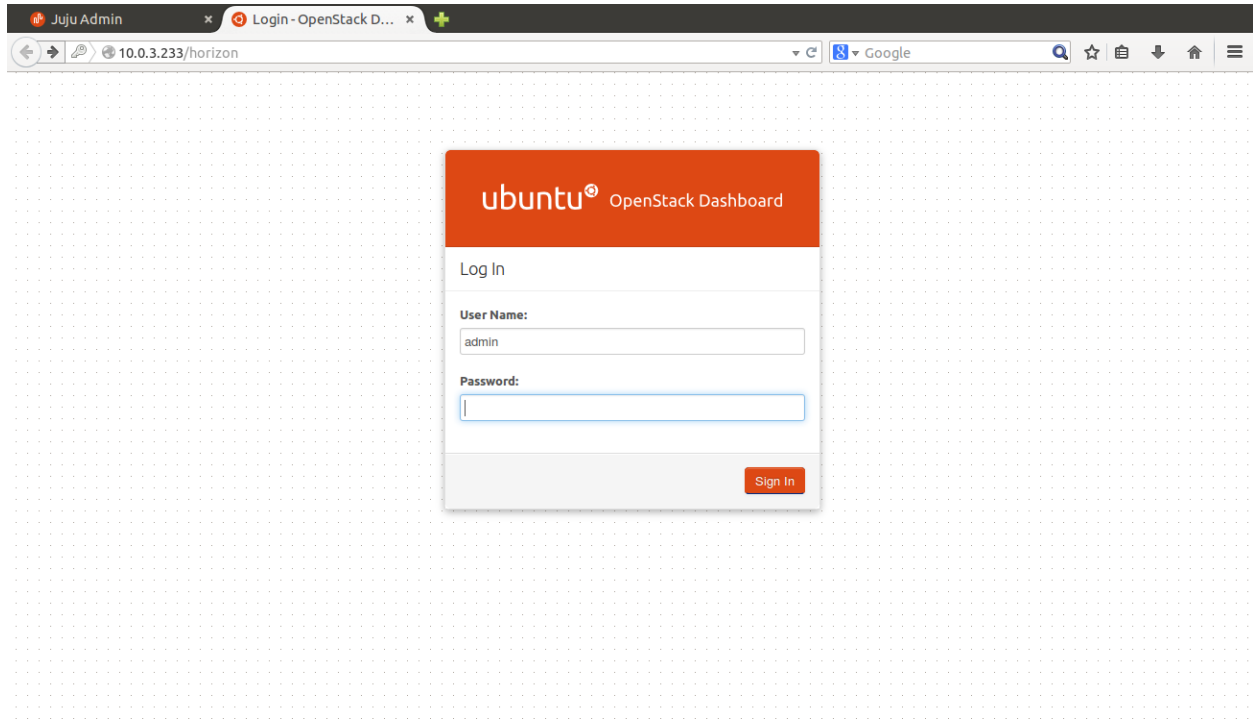 Juju Admin
Login - OpenStack D...
10.0.3.233/horizon
Google
ubuntu OpenStack Dashboard
Log In
User Name:
admin
Password:
Sign In